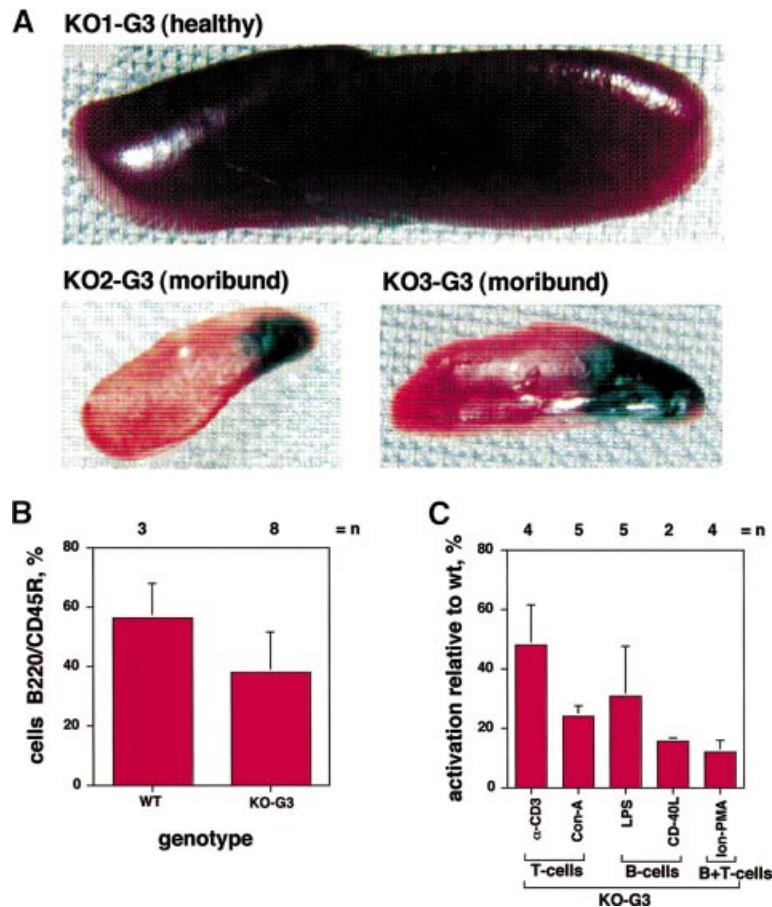 A
KO1-G3 (healthy)
KO2-G3 (moribund)
KO3-G3 (moribund)
B
3 8 = n
80
60
40
20
0
cells B220/CD45R, %
WT KO-G3
genotype
C
4 5 5 2 4 = n
80
60
40
20
0
activation relative to wt, %
α-CD3
Con-A
LPS
CD-40L
Ion-PMA
T-cells B-cells B+T-cells
KO-G3